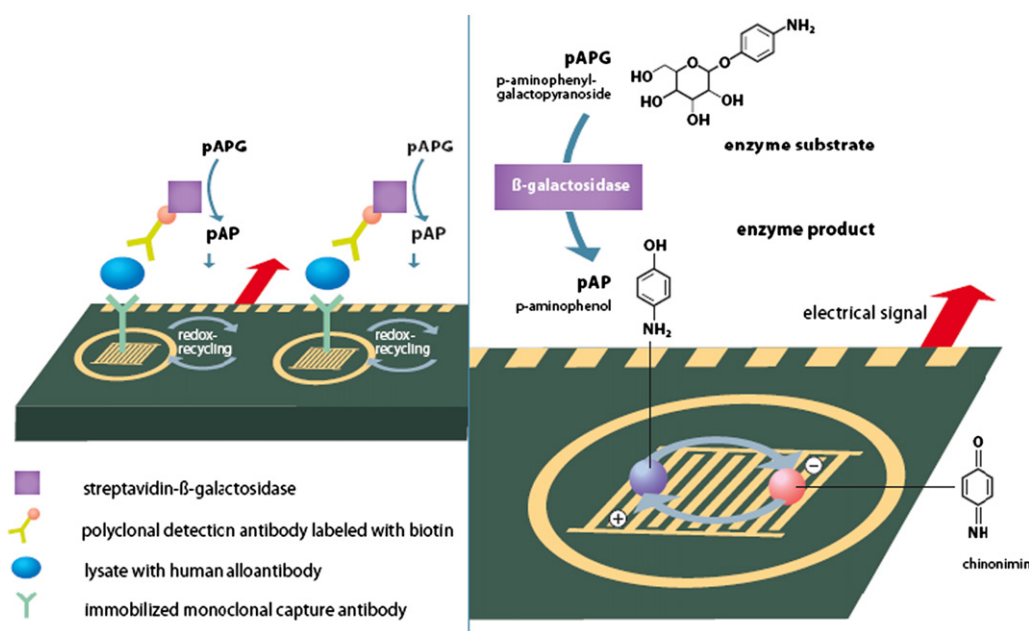 pAPG
pAP
redox-
recycling
pAPG
pAP
redox-
recycling
streptavidin-ß-galactosidase
polyclonal detection antibody labeled with biotin
lysate with human alloantibody
immobilized monoclonal capture antibody
pAPG
p-aminophenyl-
galactopyranoside
NH₂
O
O
HO
HO
OH
OH
enzyme substrate
ß-galactosidase
enzyme product
pAP
p-aminophenol
OH
NH₂
electrical signal
−
+
O
NH
chinonimin